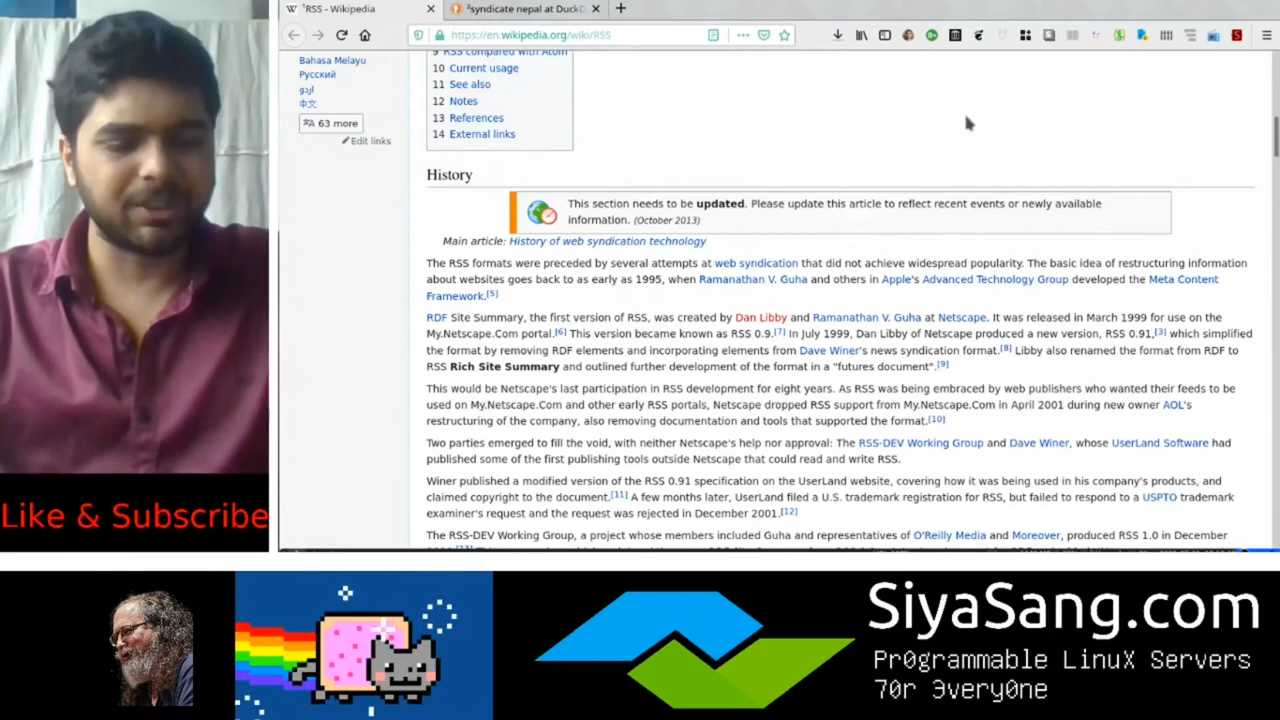 ¹RSS - Wikipedia
²syndicate nepal at DuckD
https://en.wikipedia.org/wiki/RSS
Bahasa Melayu
Русский
اردو
中文
63 more
Edit links
9 RSS compared with Atom
10 Current usage
11 See also
12 Notes
13 References
14 External links
History
This section needs to be updated. Please update this article to reflect recent events or newly available
information. (October 2013)
Main article: History of web syndication technology
The RSS formats were preceded by several attempts at web syndication that did not achieve widespread popularity. The basic idea of restructuring information
about websites goes back to as early as 1995, when Ramanathan V. Guha and others in Apple's Advanced Technology Group developed the Meta Content
Framework.[5]
RDF Site Summary, the first version of RSS, was created by Dan Libby and Ramanathan V. Guha at Netscape. It was released in March 1999 for use on the
My.Netscape.Com portal.[6] This version became known as RSS 0.9.[7] In July 1999, Dan Libby of Netscape produced a new version, RSS 0.91,[3] which simplified
the format by removing RDF elements and incorporating elements from Dave Winer's news syndication format.[8] Libby also renamed the format from RDF to
RSS Rich Site Summary and outlined further development of the format in a "futures document".[9]
This would be Netscape's last participation in RSS development for eight years. As RSS was being embraced by web publishers who wanted their feeds to be
used on My.Netscape.Com and other early RSS portals, Netscape dropped RSS support from My.Netscape.Com in April 2001 during new owner AOL's
restructuring of the company, also removing documentation and tools that supported the format.[10]
Two parties emerged to fill the void, with neither Netscape's help nor approval: The RSS-DEV Working Group and Dave Winer, whose UserLand Software had
published some of the first publishing tools outside Netscape that could read and write RSS.
Winer published a modified version of the RSS 0.91 specification on the UserLand website, covering how it was being used in his company's products, and
claimed copyright to the document.[11] A few months later, UserLand filed a U.S. trademark registration for RSS, but failed to respond to a USPTO trademark
examiner's request and the request was rejected in December 2001.[12]
The RSS-DEV Working Group, a project whose members included Guha and representatives of O'Reilly Media and Moreover, produced RSS 1.0 in December
Like & Subscribe
SiyaSang.com
Pr0grammable LinuX Servers
70r 3very0ne